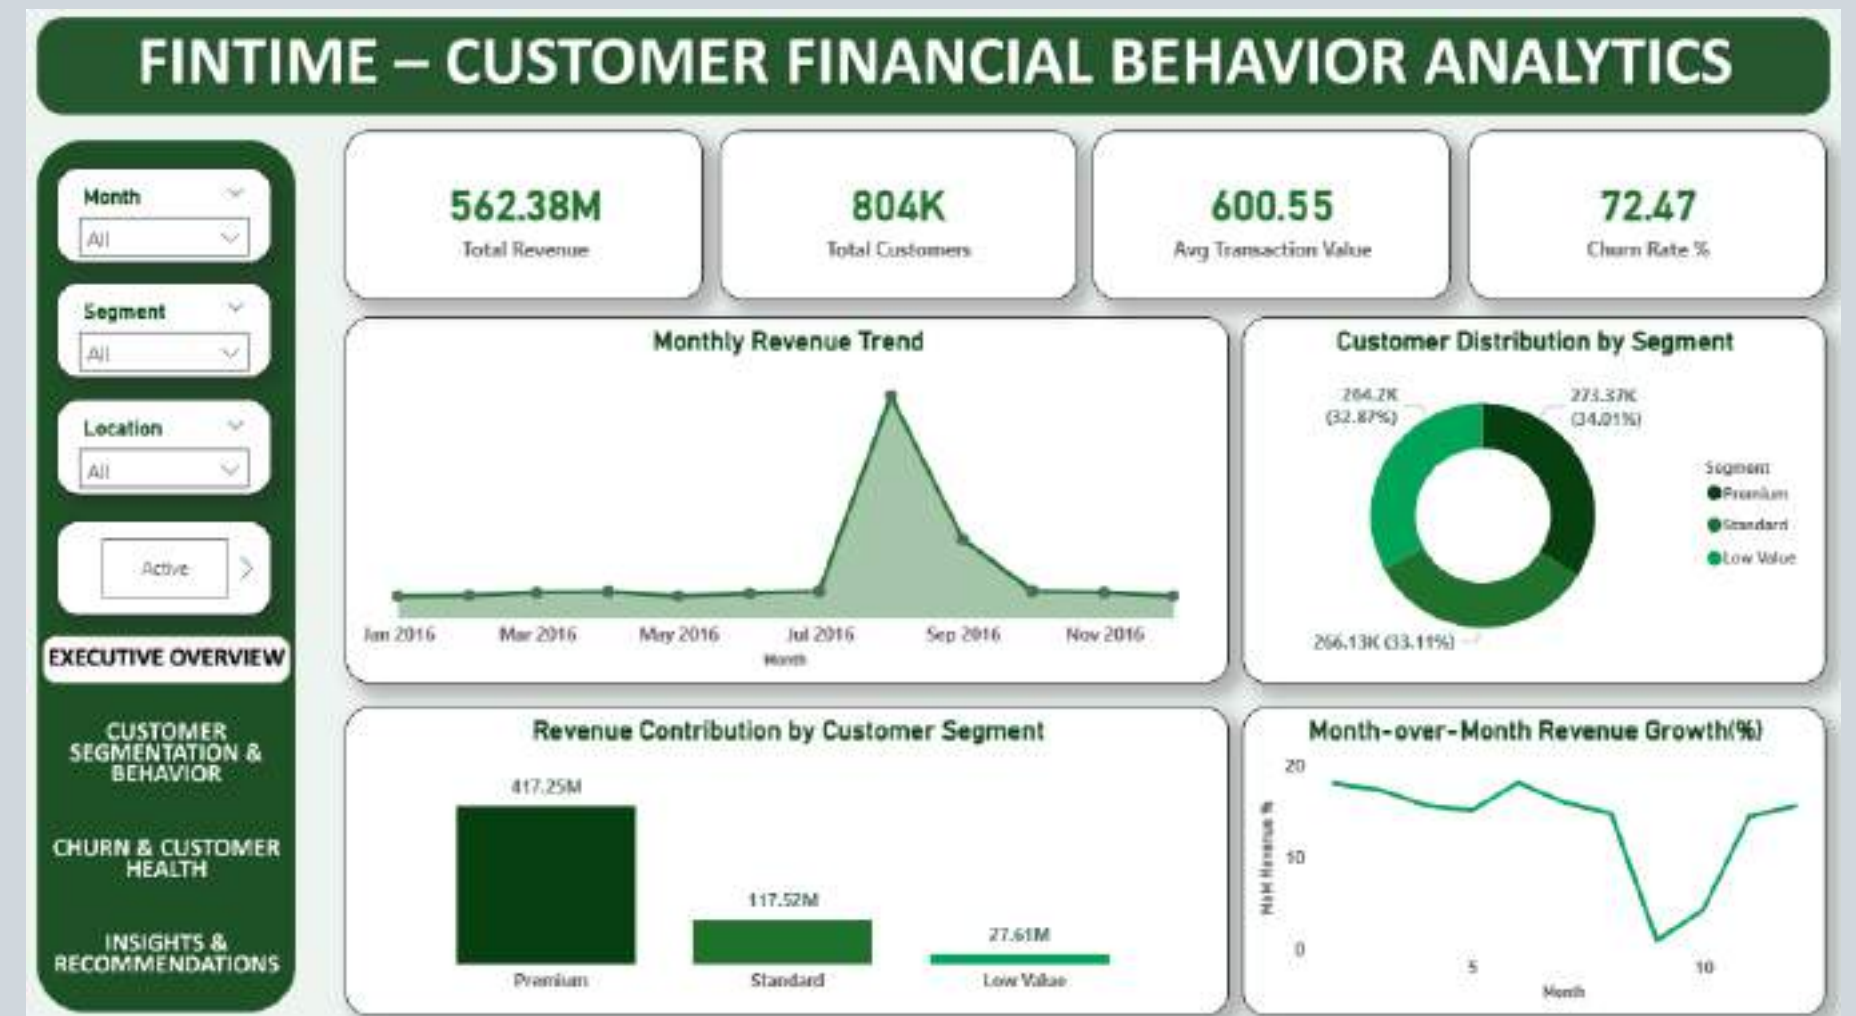 FINTIME – CUSTOMER FINANCIAL BEHAVIOR ANALYTICS
Month
All
Segment
All
Location
All
Active
EXECUTIVE OVERVIEW
CUSTOMER
SEGMENTATION &
BEHAVIOR
CHURN & CUSTOMER
HEALTH
INSIGHTS &
RECOMMENDATIONS
562.38M
Total Revenue
804K
Total Customers
600.55
Avg Transaction Value
72.47
Churn Rate %
Monthly Revenue Trend
Jan 2016
Mar 2016
May 2016
Jul 2016
Sep 2016
Nov 2016
Month
Customer Distribution by Segment
264.2K
(32.87%)
273.37K
(34.01%)
266.13K (33.11%)
Segment
Premium
Standard
Low Value
Revenue Contribution by Customer Segment
417.25M
117.52M
27.61M
Premium
Standard
Low Value
Month-over-Month Revenue Growth(%)
MoM Revenue %
20
10
0
5
10
Month